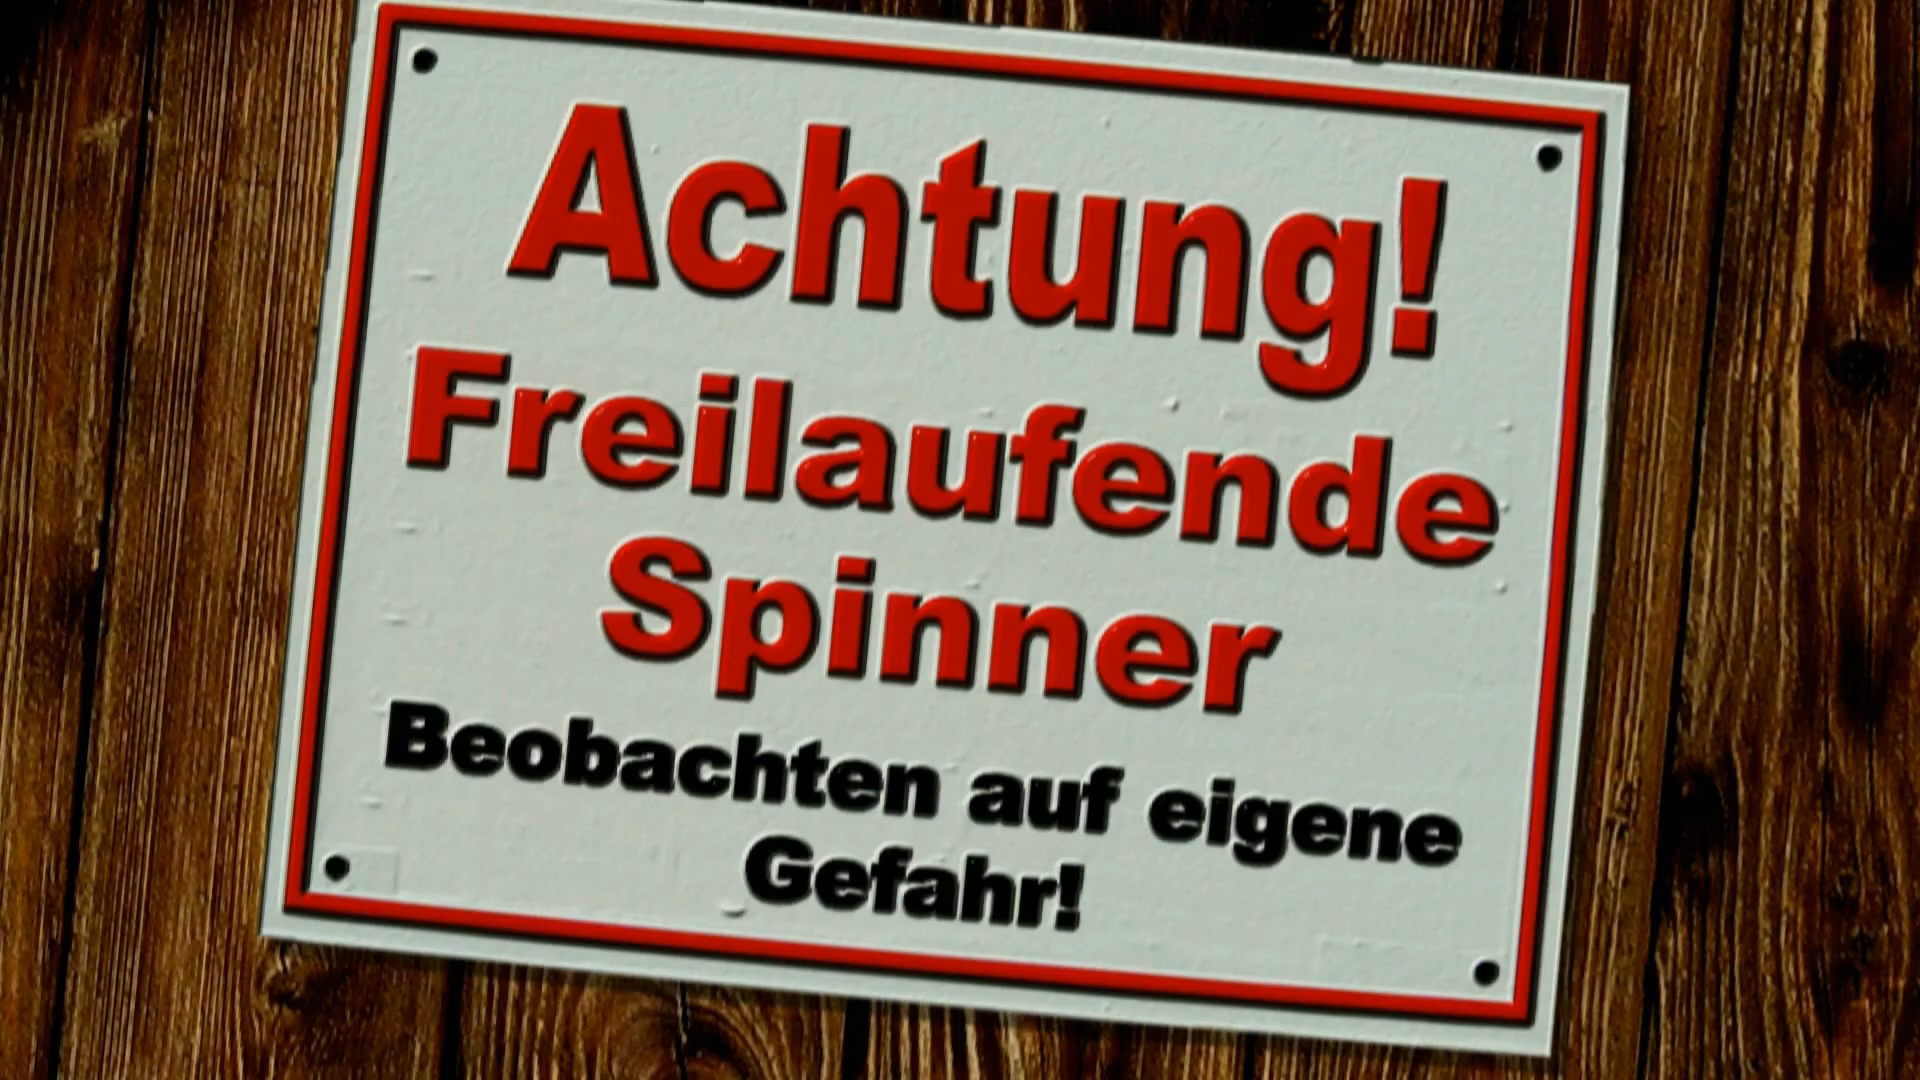 Achtung!
Freilaufende
Spinner
Beobachten auf eigene
Gefahr!